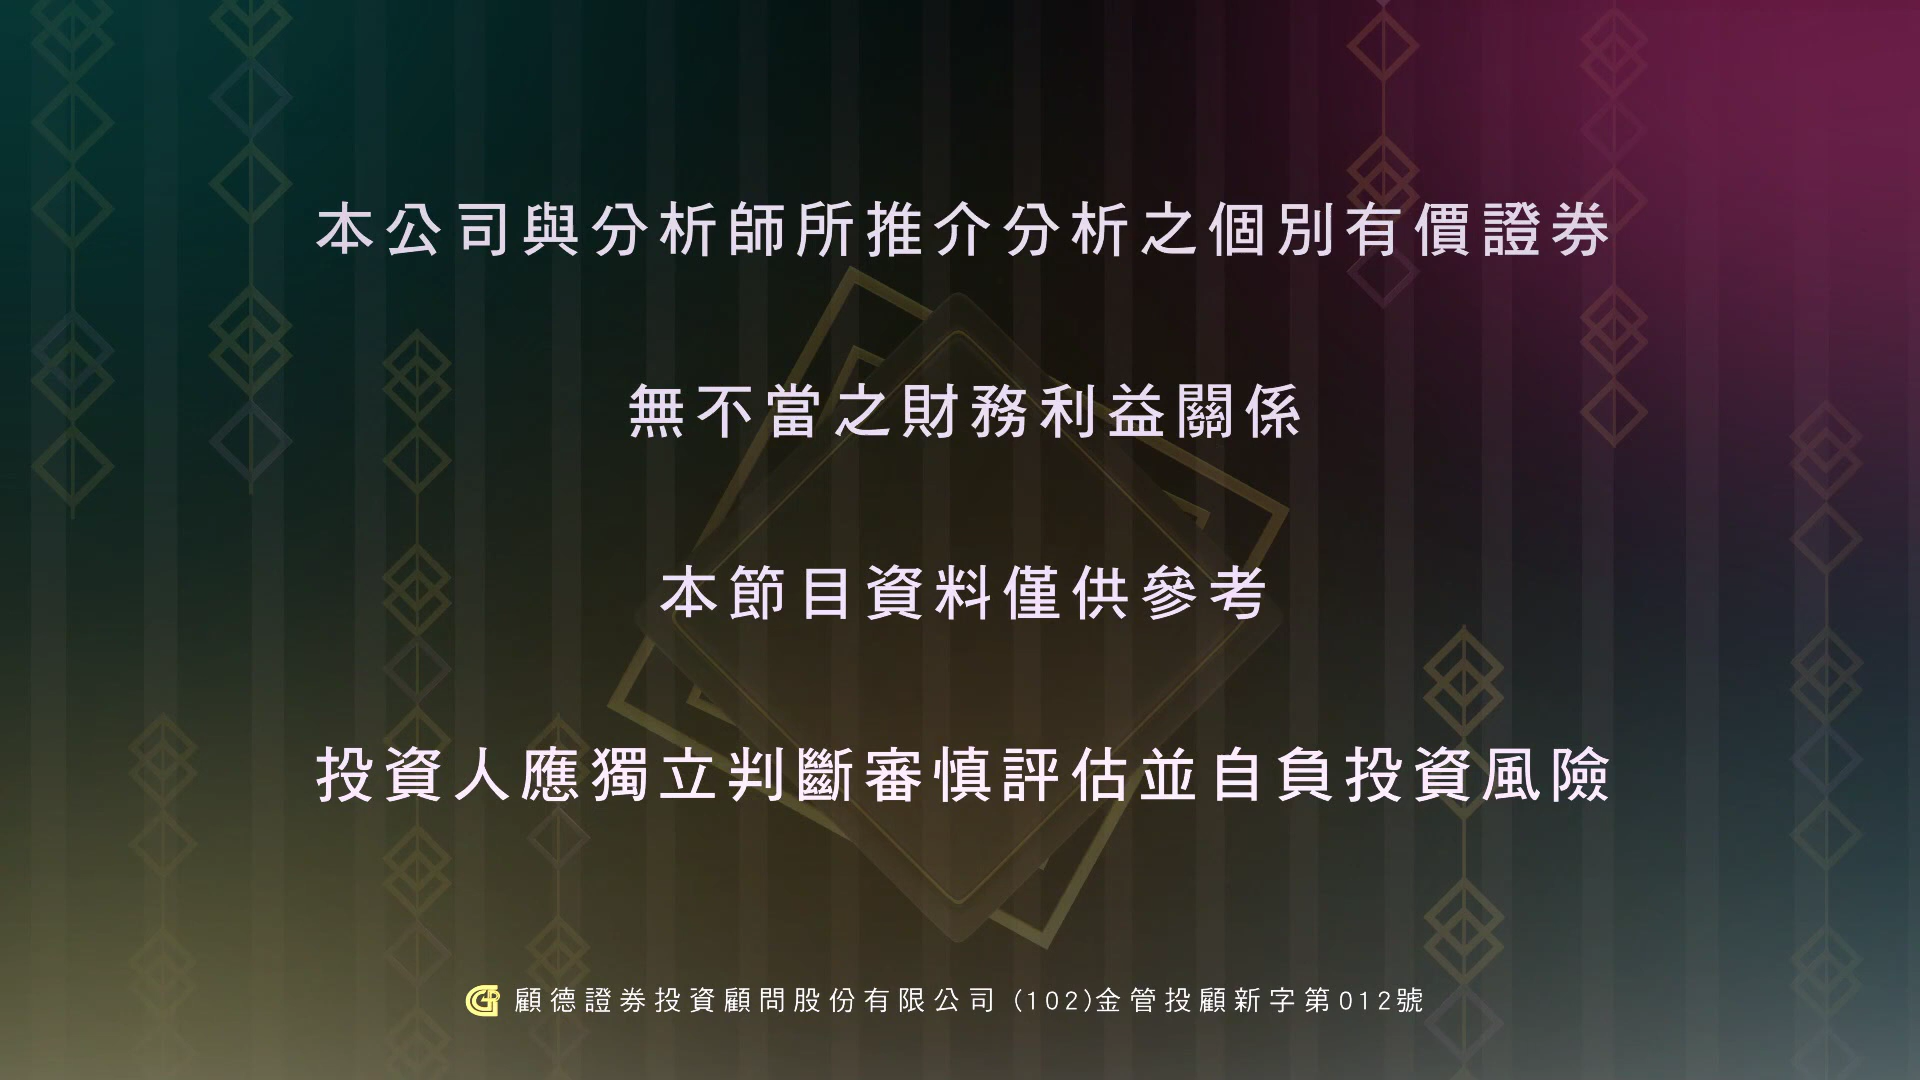 本公司與分析師所推介分析之個別有價證券
無不當之財務利益關係
本節目資料僅供參考
投資人應獨立判斷審慎評估並自負投資風險
顧德證券投資顧問股份有限公司 (102)金管投顧新字第012號